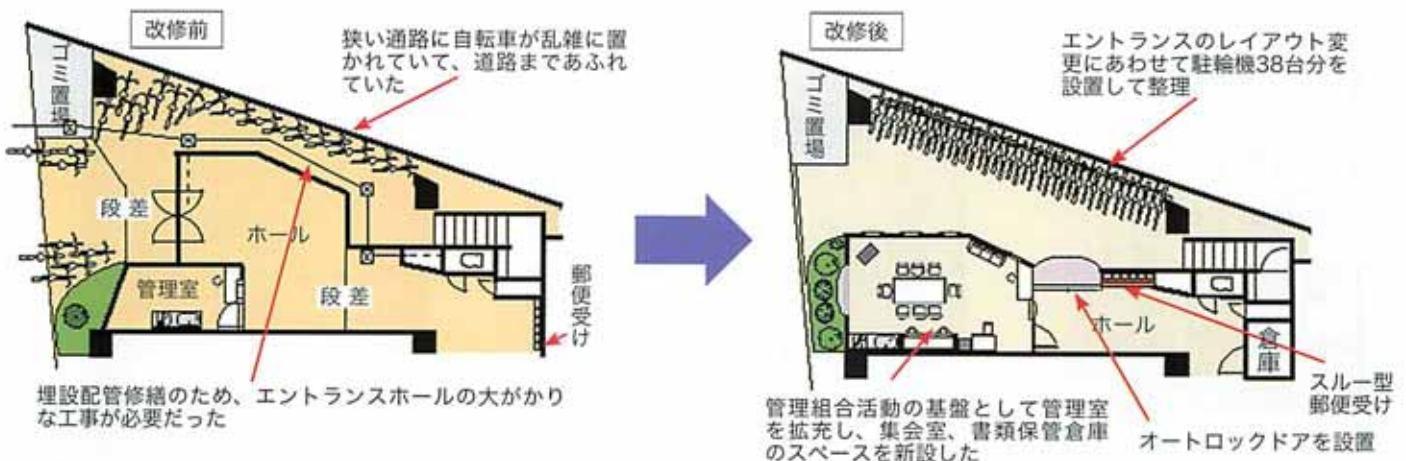 改修前
狭い通路に自転車が乱雑に置
かれていて、道路まであふれ
ていた
ゴミ置場
段差
ホール
管理室
段差
郵便受け
埋設配管修繕のため、エントランスホールの大がかり
な工事が必要だった
改修後
エントランスのレイアウト変
更にあわせて駐輪機38台分を
設置して整理
ゴミ置場
ホール
倉庫
スルー型
郵便受け
オートロックドアを設置
管理組合活動の基盤として管理室
を拡充し、集会室、書類保管倉庫
のスペースを新設した